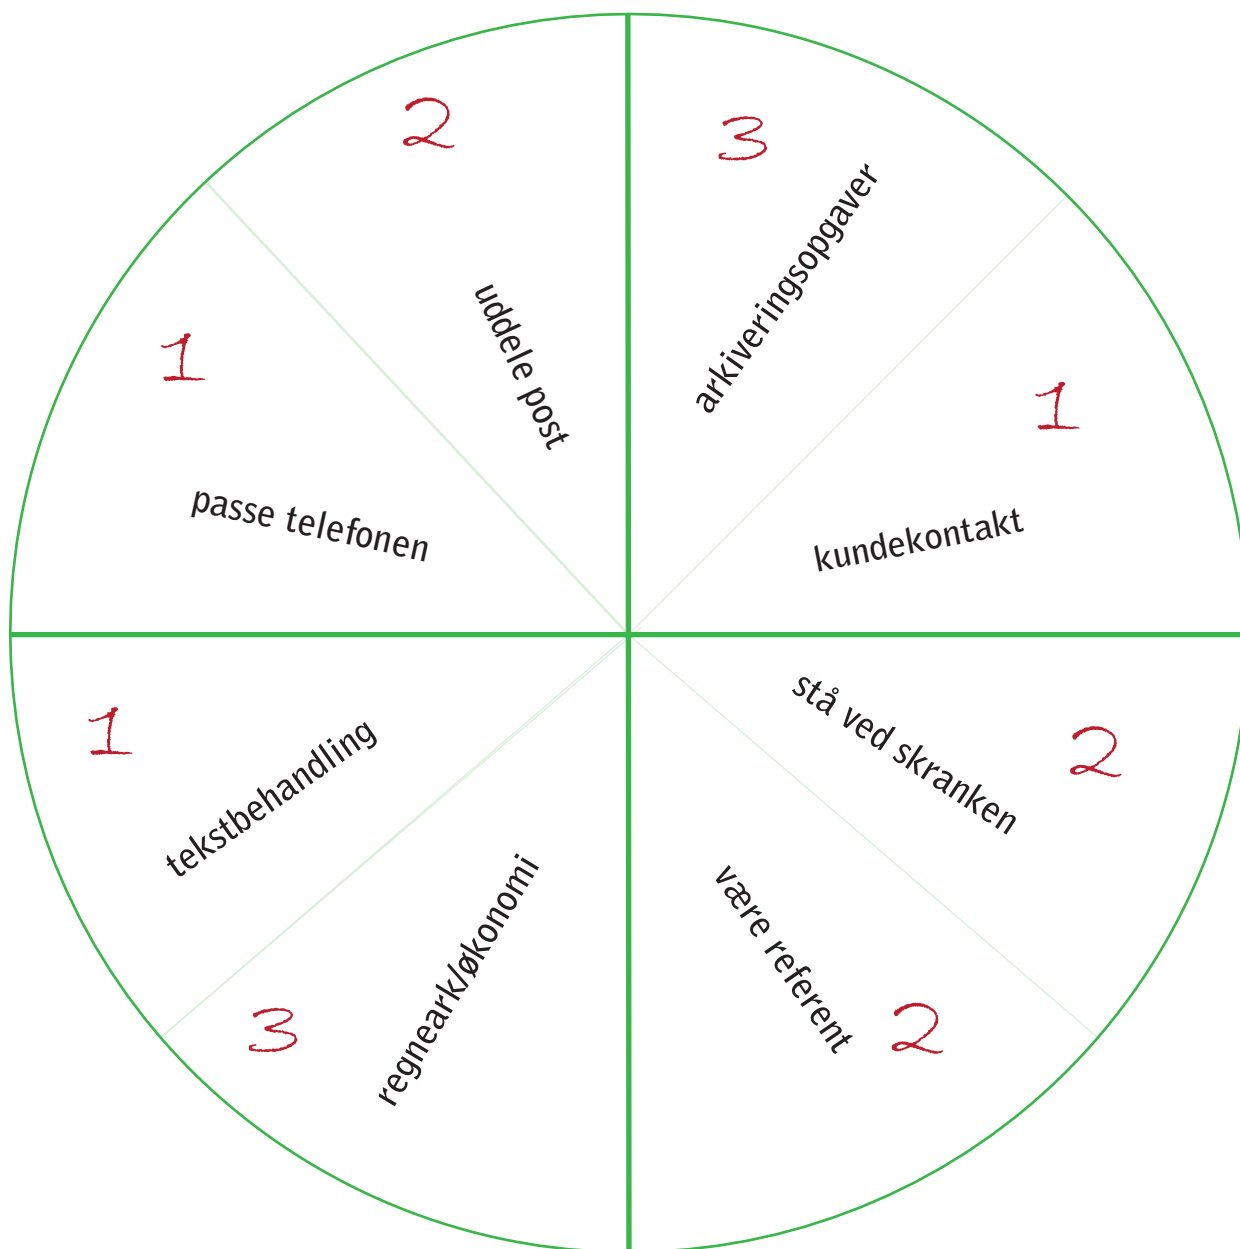 2
uddele post
3
arkiveringsopgaver
1
passe telefonen
1
kundekontakt
1
tekstbehandling
stå ved skranken
2
3
regneark/økonomi
være referent
2